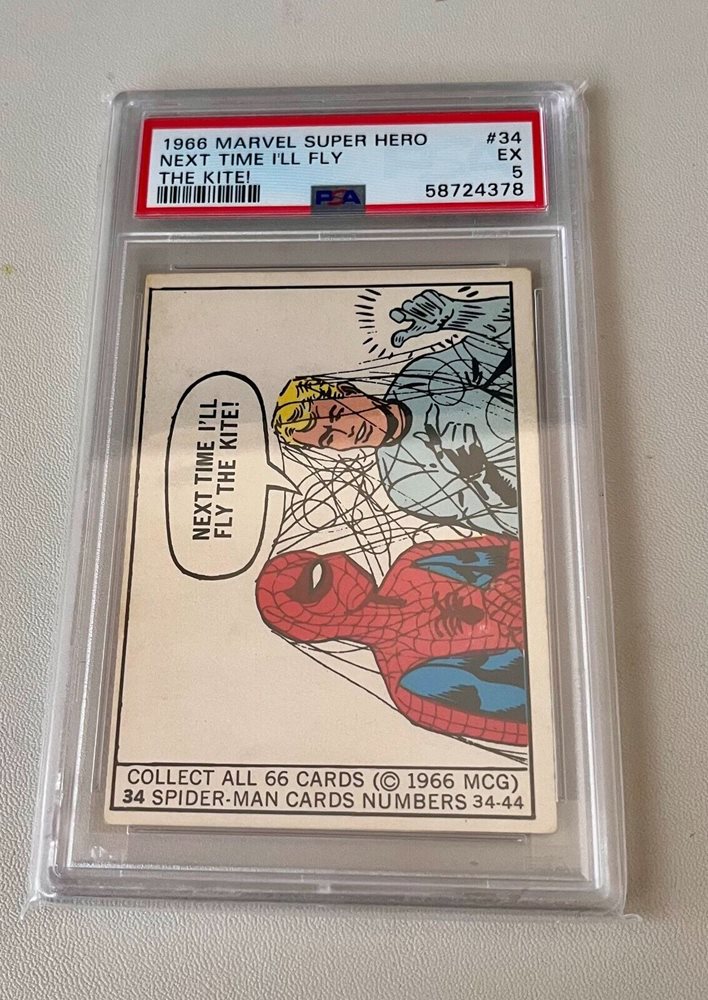 1966 MARVEL SUPER HERO #34
NEXT TIME I'LL FLY EX
THE KITE! 5
PSA 58724378
NEXT TIME I'LL
FLY THE KITE!
COLLECT ALL 66 CARDS (© 1966 MCG)
34 SPIDER-MAN CARDS NUMBERS 34-44